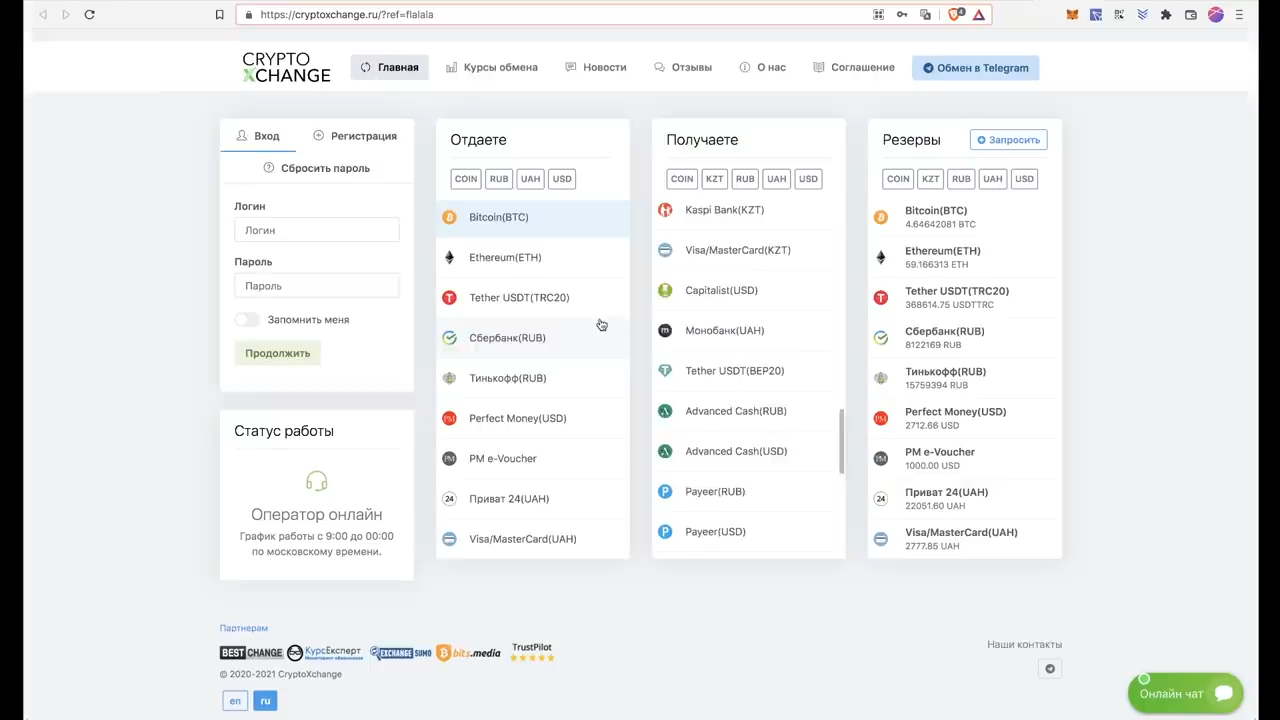 https://cryptoxchange.ru/?ref=flalala
CRYPTO
XCHANGE
Главная
Курсы обмена
Новости
Отзывы
О нас
Соглашение
Обмен в Telegram
Вход
Регистрация
Сбросить пароль
Логин
Логин
Пароль
Пароль
Запомнить меня
Продолжить
Статус работы
Оператор онлайн
График работы с 9:00 до 00:00
по московскому времени.
Отдаете
COIN RUB UAH USD
Bitcoin(BTC)
Ethereum(ETH)
Tether USDT(TRC20)
Сбербанк(RUB)
Тинькофф(RUB)
Perfect Money(USD)
PM e-Voucher
Приват 24(UAH)
Visa/MasterCard(UAH)
Получаете
COIN KZT RUB UAH USD
Kaspi Bank(KZT)
Visa/MasterCard(KZT)
Capitalist(USD)
Монобанк(UAH)
Tether USDT(BEP20)
Advanced Cash(RUB)
Advanced Cash(USD)
Payeer(RUB)
Payeer(USD)
Резервы
Запросить
COIN KZT RUB UAH USD
Bitcoin(BTC)
4.64642081 BTC
Ethereum(ETH)
59.166313 ETH
Tether USDT(TRC20)
368614.75 USDTTRC
Сбербанк(RUB)
8122169 RUB
Тинькофф(RUB)
15759394 RUB
Perfect Money(USD)
2712.66 USD
PM e-Voucher
1000.00 USD
Приват 24(UAH)
22051.60 UAH
Visa/MasterCard(UAH)
2777.85 UAH
Партнерам
BESTCHANGE
КурсЭксперт
EXCHANGE SUMO
bits.media
TrustPilot
© 2020-2021 CryptoXchange
en ru
Наши контакты
Онлайн чат